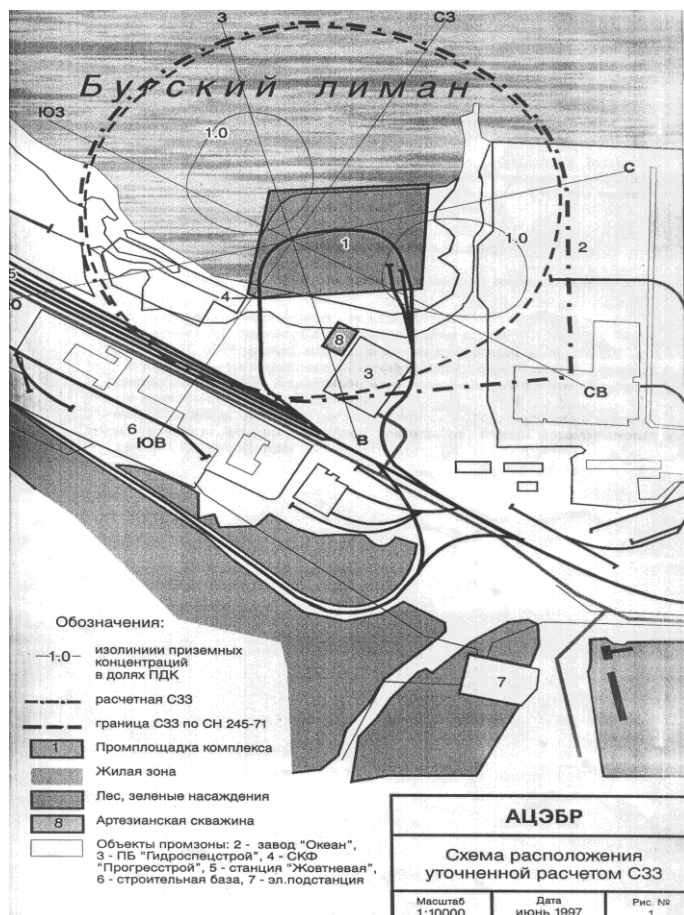 З
СЗ
Бугский лиман
ЮЗ
1.0
С
1
1.0
2
5
4
Ю
8
3
СВ
6
ЮВ
В
7
Обозначения:
1.0 изолиниии приземных
концентраций
в долях ПДК
расчетная СЗЗ
граница СЗЗ по СН 245-71
1 Промплощадка комплекса
Жилая зона
Лес, зеленые насаждения
8 Артезианская скважина
Объекты промзоны: 2 - завод "Океан",
3 - ПБ "Гидроспецстрой", 4 - СКФ
"Прогресстрой", 5 - станция "Жовтневая",
6 - строительная база, 7 - эл.подстанция
АЦЭБР
Схема расположения
уточненной расчетом СЗЗ
Масштаб
1:10000
Дата
июнь 1997
Рис. №
1